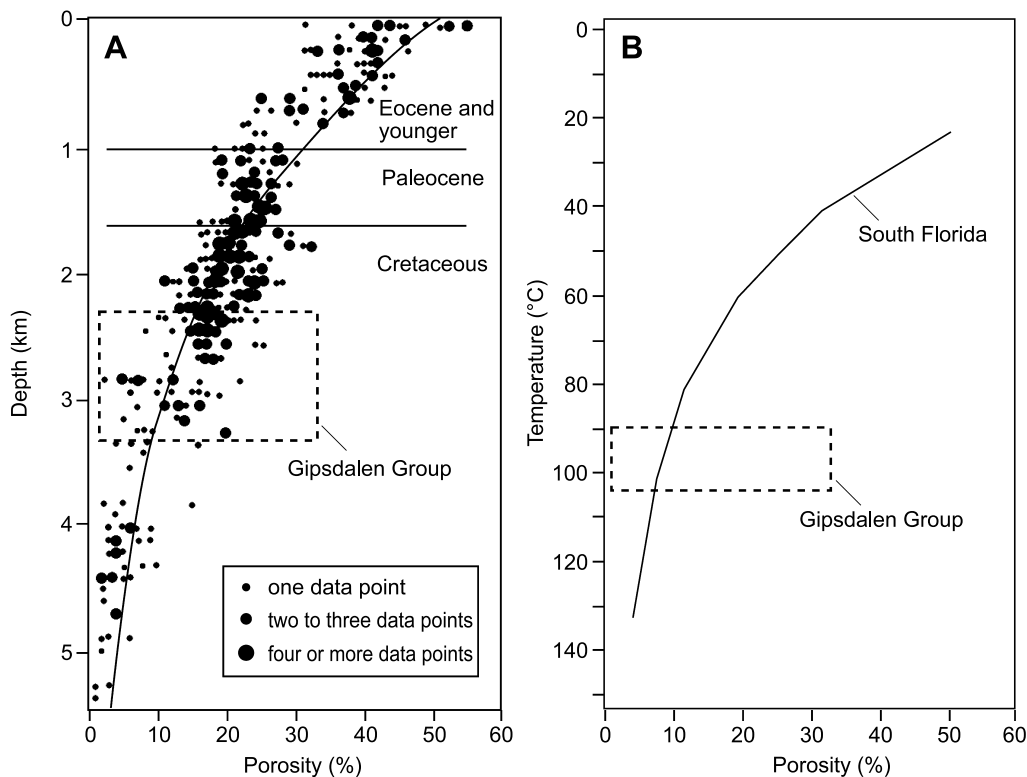 A
0
1
2
3
4
5
Depth (km)
Eocene and
younger
Paleocene
Cretaceous
Gipsdalen Group
one data point
two to three data points
four or more data points
0
10
20
30
40
50
60
Porosity (%)
B
0
20
40
60
80
100
120
140
Temperature (°C)
South Florida
Gipsdalen Group
0
10
20
30
40
50
60
Porosity (%)